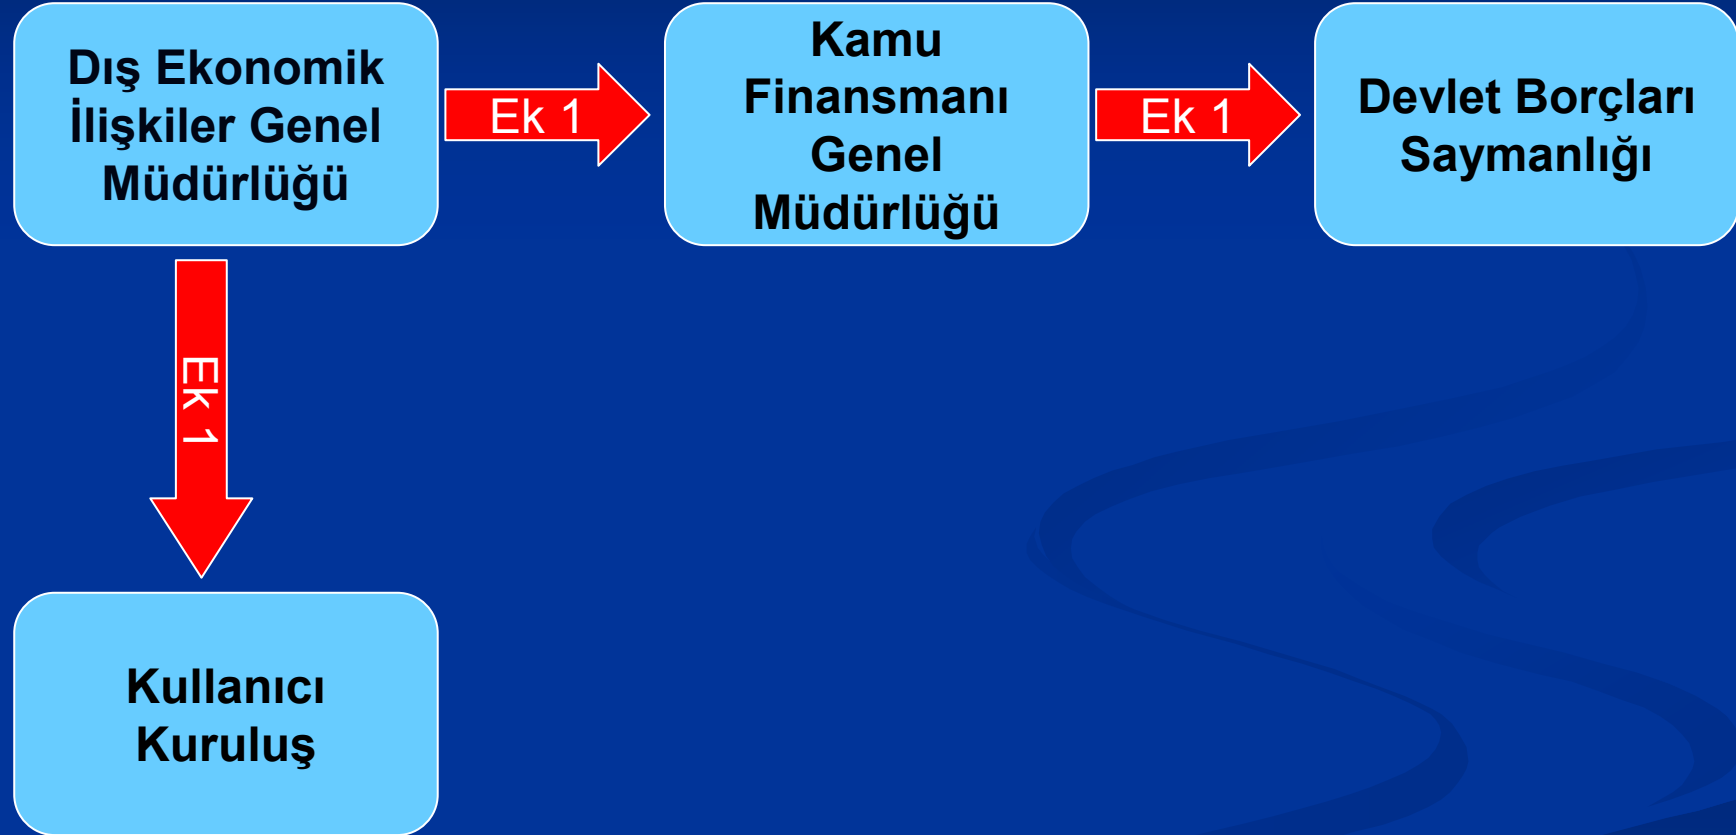 Dış Ekonomik
İlişkiler Genel
Müdürlüğü
Ek 1
Kamu
Finansmanı
Genel
Müdürlüğü
Ek 1
Devlet Borçları
Saymanlığı
Ek 1
Kullanıcı
Kuruluş